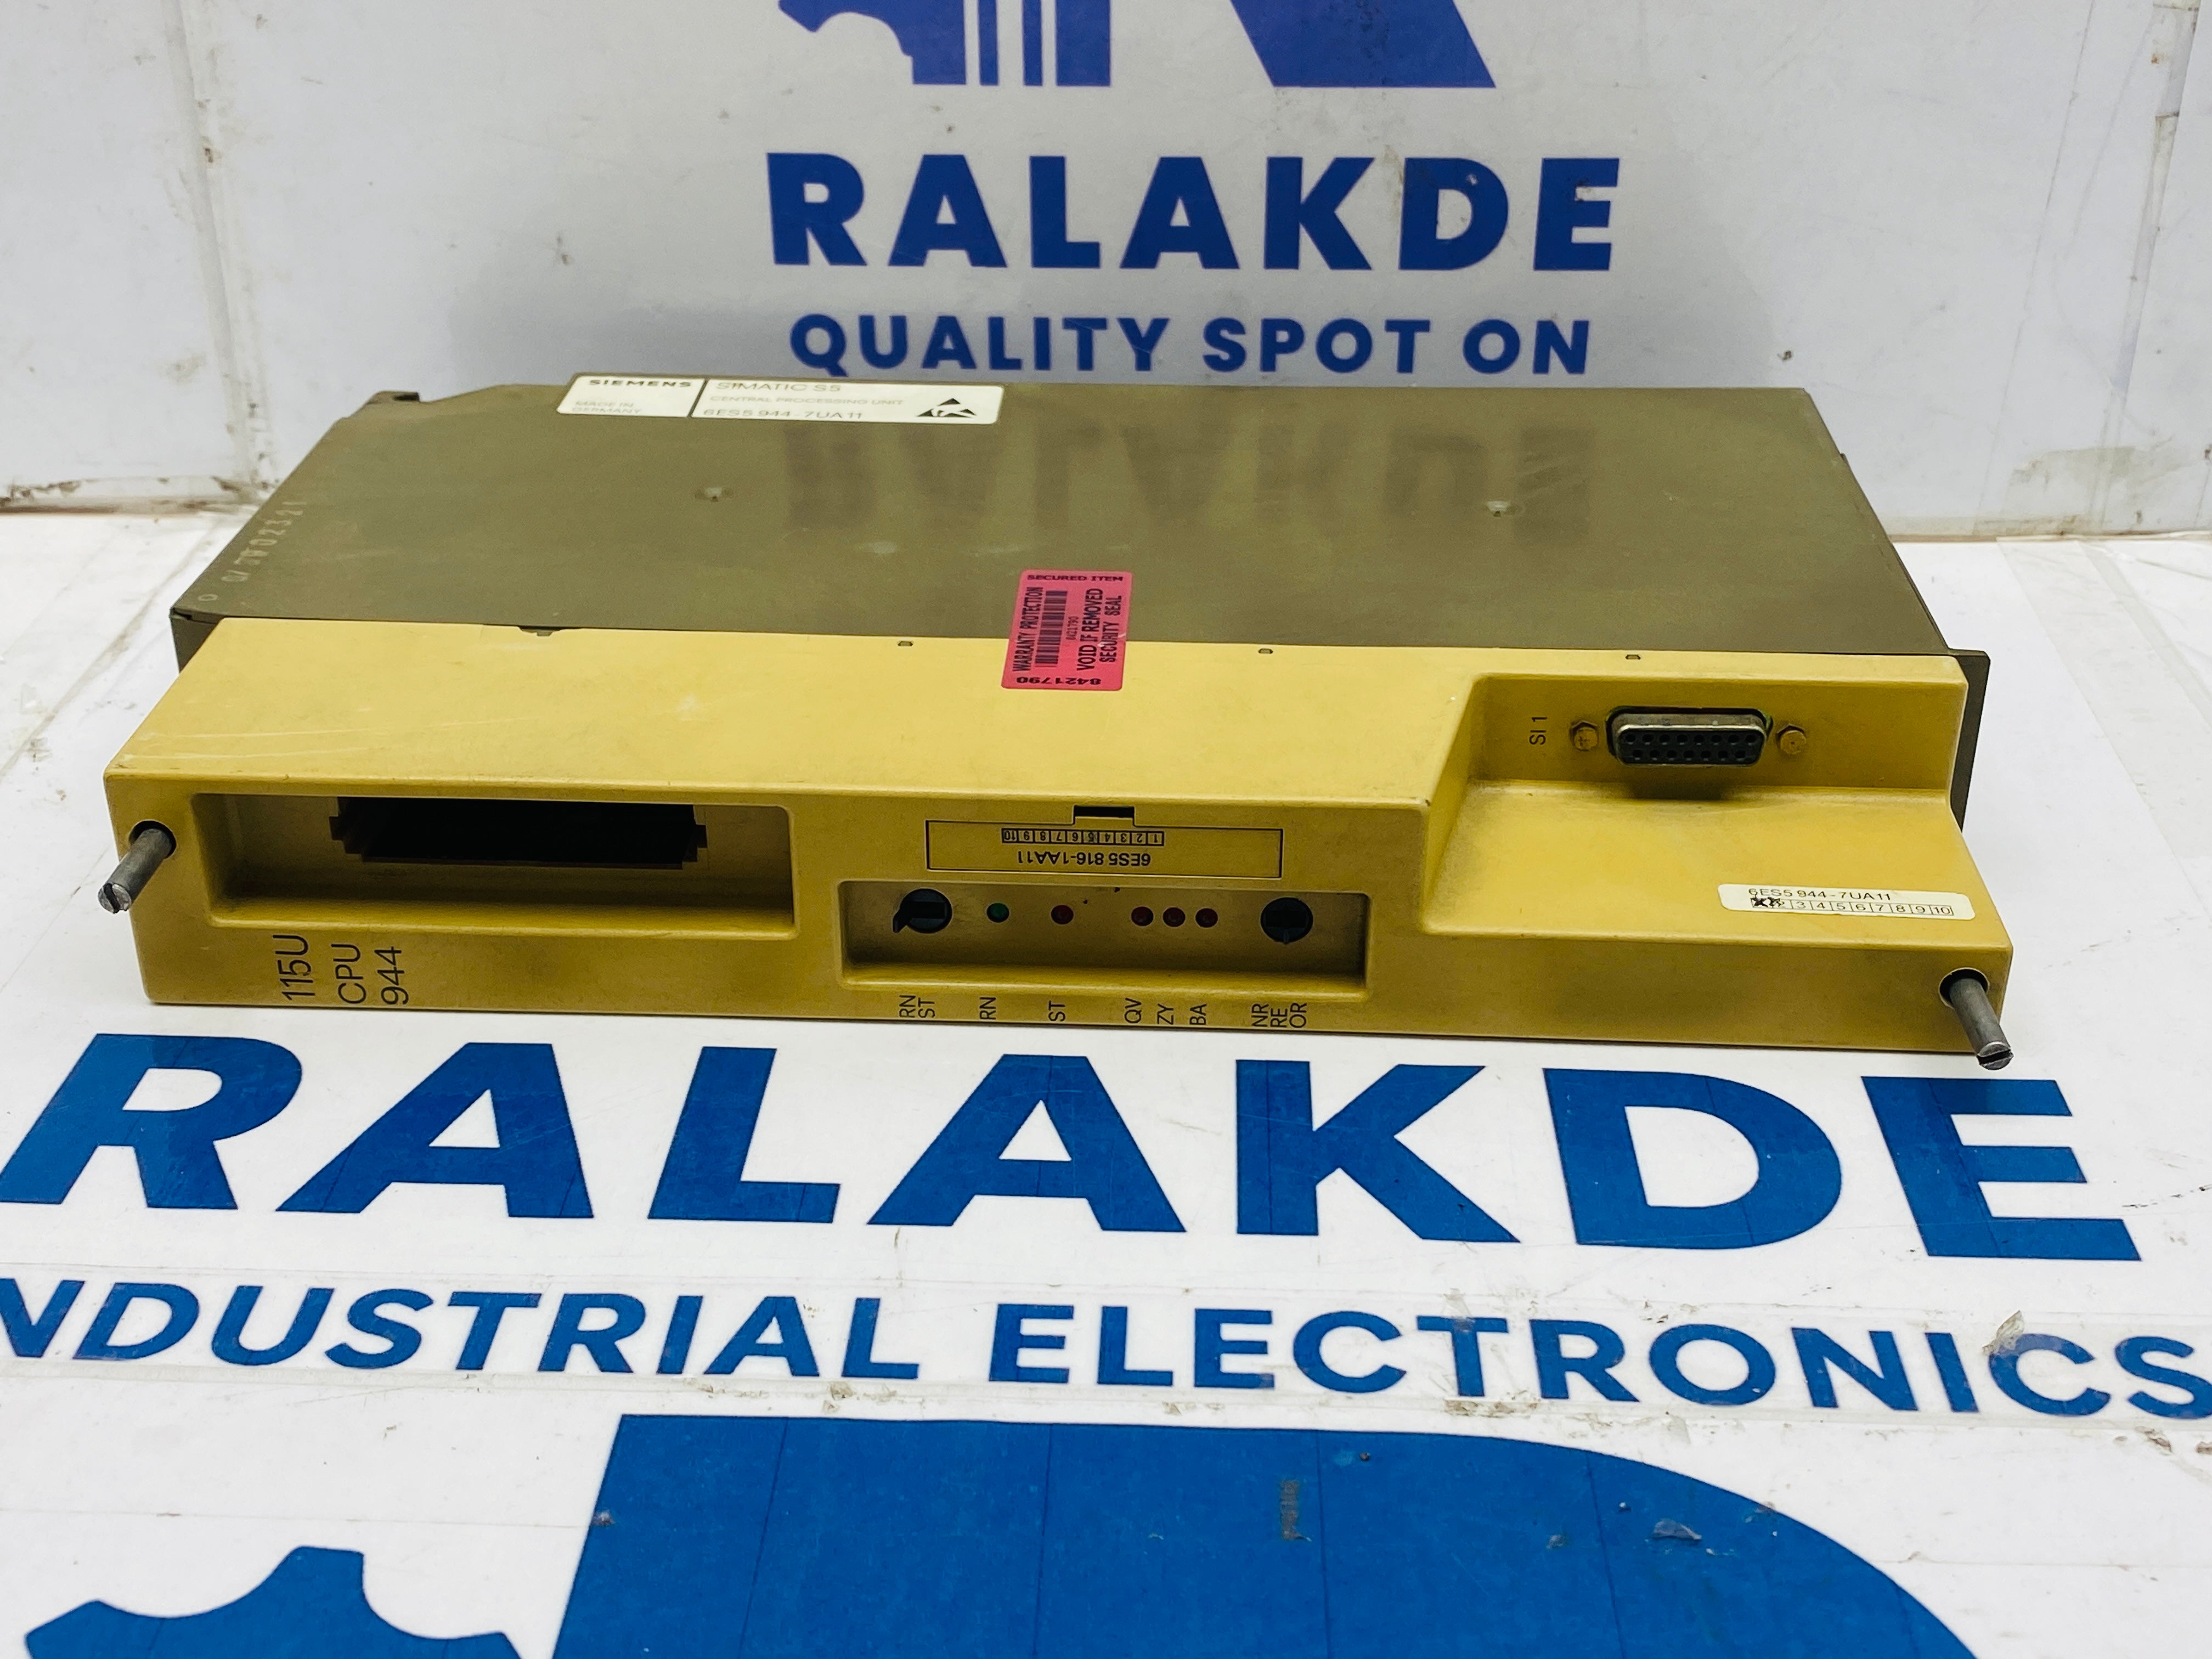 RALAKDE
QUALITY SPOT ON
SIEMENS
MADE IN
GERMANY
SIMATIC S5
CENTRAL PROCESSING UNIT
6ES5 944-7UA11
SECURED ITEM
WARRANTY PROTECTION
8421790
VOID IF REMOVED
SECURITY SEAL
8421790
SI 1
1 2 3 4 5 6 7 8 9 10
6ES5 816-1AA11
6ES5 944-7UA11
3 4 5 6 7 8 9 10
115U
CPU
944
RN
ST
RN
ST
QV
ZY
BA
NR
RE
OR
RALAKDE
NDUSTRIAL ELECTRONICS